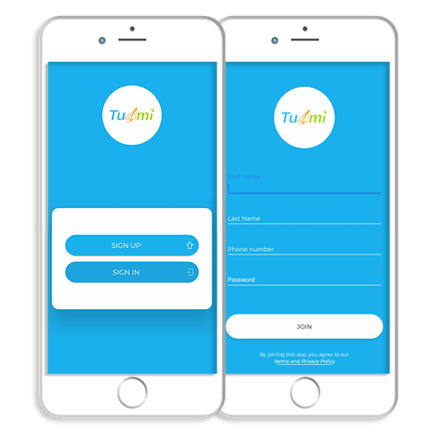 Tu4mi
SIGN UP
SIGN IN
Tu4mi
First name
Last Name
Phone number
Password
JOIN
By joining this app, you agree to our
terms and Privacy Policy